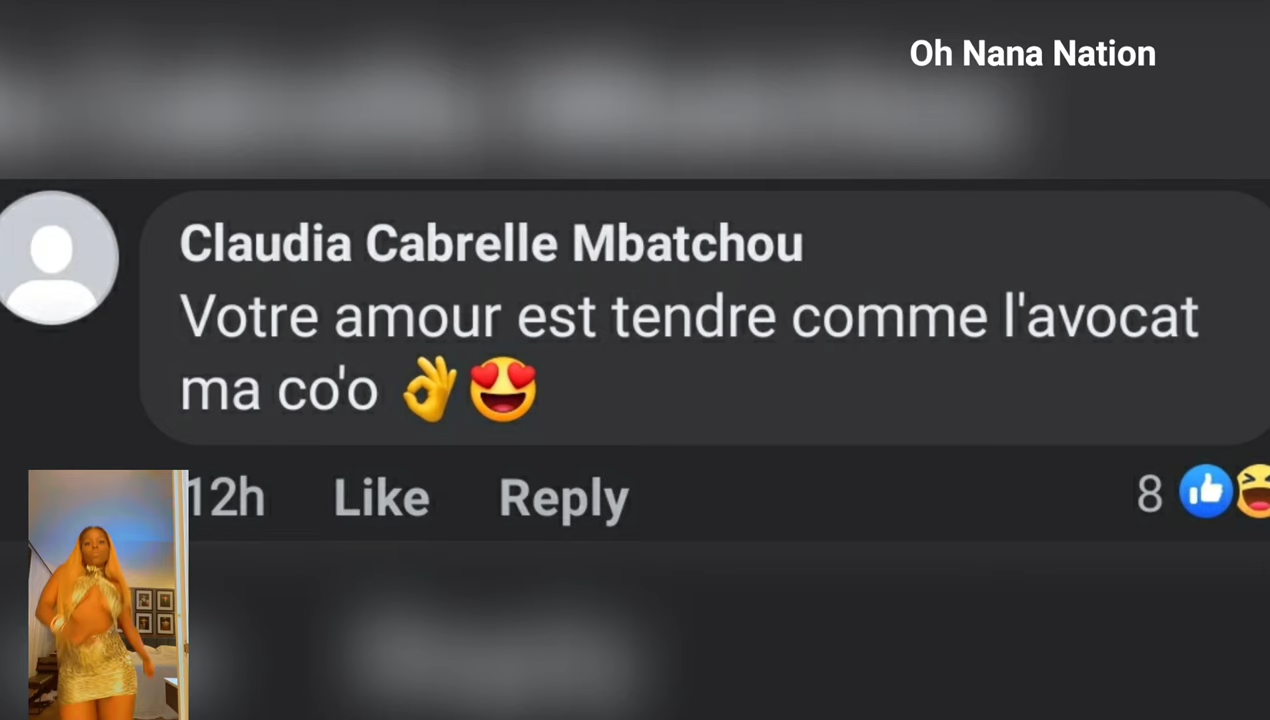 Oh Nana Nation
Claudia Cabrelle Mbatchou
Votre amour est tendre comme l'avocat
ma co'o 👌😍
12h Like Reply 8